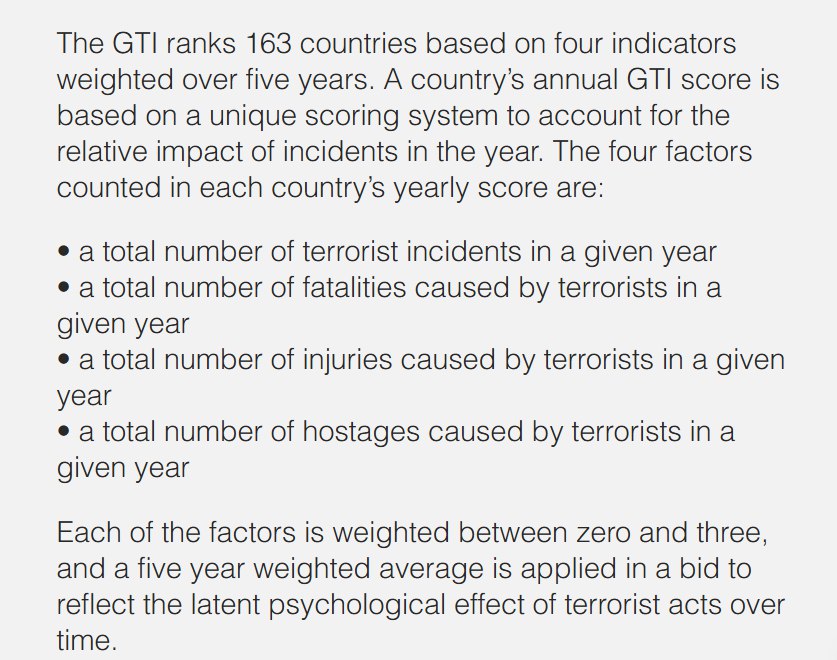 The GTI ranks 163 countries based on four indicators
weighted over five years. A country’s annual GTI score is
based on a unique scoring system to account for the
relative impact of incidents in the year. The four factors
counted in each country’s yearly score are:
• a total number of terrorist incidents in a given year
• a total number of fatalities caused by terrorists in a
given year
• a total number of injuries caused by terrorists in a given
year
• a total number of hostages caused by terrorists in a
given year
Each of the factors is weighted between zero and three,
and a five year weighted average is applied in a bid to
reflect the latent psychological effect of terrorist acts over
time.